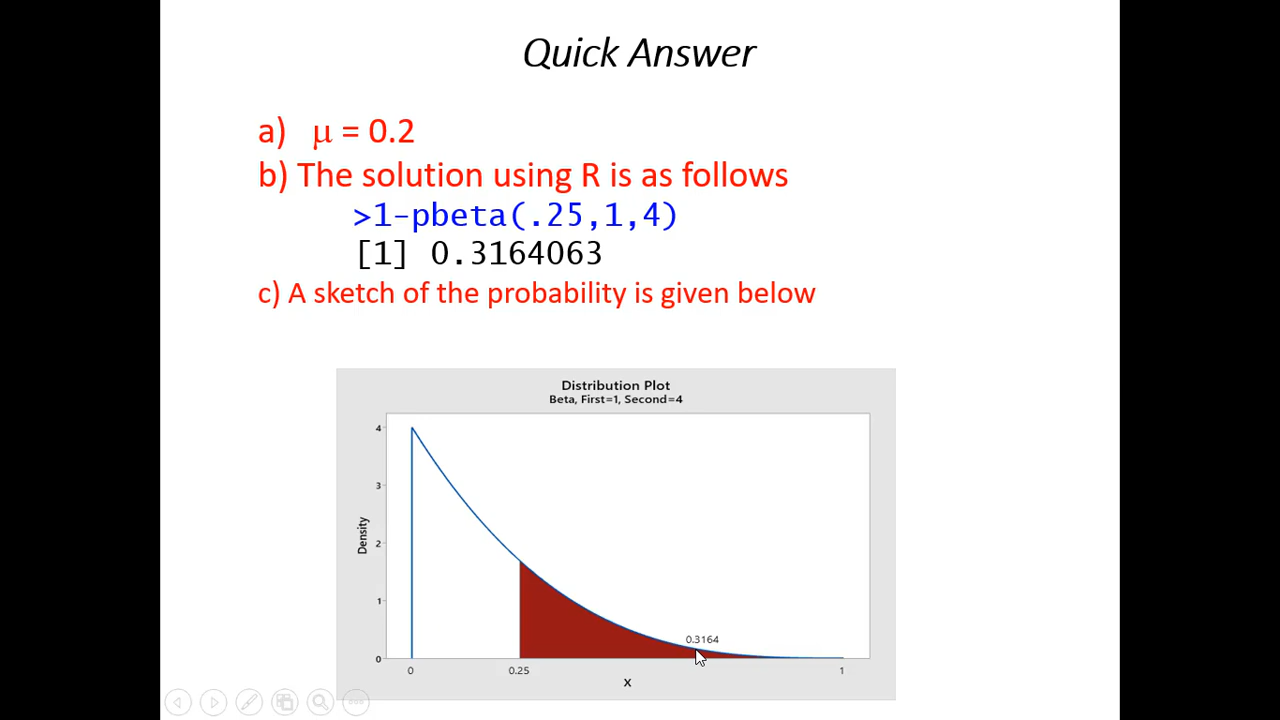 Quick Answer
a) μ = 0.2
b) The solution using R is as follows
>1-pbeta(.25,1,4)
[1] 0.3164063
c) A sketch of the probability is given below
Distribution Plot
Beta, First=1, Second=4
4
3
2
1
0
Density
0.3164
0 0.25 1
X